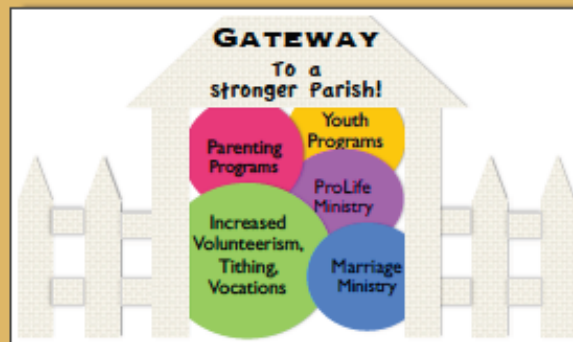 GATEWAY
To a
stronger Parish!
Youth
Programs
Parenting
Programs
ProLife
Ministry
Increased
Volunteerism,
Tithing,
Vocations
Marriage
Ministry